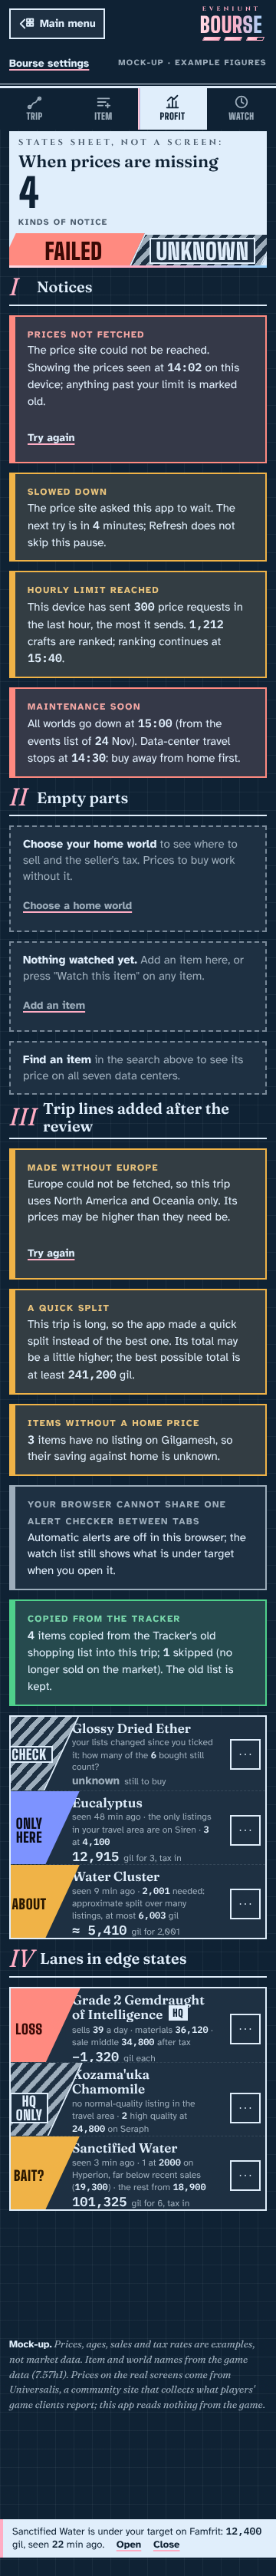 Main menu
EVENIUNT
BOURSE
Bourse settings
MOCK-UP · EXAMPLE FIGURES
TRIP
ITEM
PROFIT
WATCH
STATES SHEET, NOT A SCREEN:
When prices are missing
4
KINDS OF NOTICE
FAILED
UNKNOWN
I Notices
PRICES NOT FETCHED
The price site could not be reached.
Showing the prices seen at 14:02 on this
device; anything past your limit is marked
old.
Try again
SLOWED DOWN
The price site asked this app to wait. The
next try is in 4 minutes; Refresh does not
skip this pause.
HOURLY LIMIT REACHED
This device has sent 300 price requests in
the last hour, the most it sends. 1,212
crafts are ranked; ranking continues at
15:40.
MAINTENANCE SOON
All worlds go down at 15:00 (from the
events list of 24 Nov). Data-center travel
stops at 14:30: buy away from home first.
II Empty parts
Choose your home world to see where to
sell and the seller's tax. Prices to buy work
without it.
Choose a home world
Nothing watched yet. Add an item here, or
press "Watch this item" on any item.
Add an item
Find an item in the search above to see its
price on all seven data centers.
III Trip lines added after the
review
MADE WITHOUT EUROPE
Europe could not be fetched, so this trip
uses North America and Oceania only. Its
prices may be higher than they need be.
Try again
A QUICK SPLIT
This trip is long, so the app made a quick
split instead of the best one. Its total may
be a little higher; the best possible total is
at least 241,200 gil.
ITEMS WITHOUT A HOME PRICE
3 items have no listing on Gilgamesh, so
their saving against home is unknown.
YOUR BROWSER CANNOT SHARE ONE
ALERT CHECKER BETWEEN TABS
Automatic alerts are off in this browser; the
watch list still shows what is under target
when you open it.
COPIED FROM THE TRACKER
4 items copied from the Tracker's old
shopping list into this trip; 1 skipped (no
longer sold on the market). The old list is
kept.
CHECK
Glossy Dried Ether
your lists changed since you ticked
it: how many of the 6 bought still
count?
unknown still to buy
...
ONLY
HERE
Eucalyptus
seen 48 min ago · the only listings
in your travel area are on Siren · 3
at 4,100
12,915 gil for 3, tax in
...
ABOUT
Water Cluster
seen 9 min ago · 2,001 needed:
approximate split over many
listings, at most 6,003 gil
≈ 5,410 gil for 2,001
...
IV Lanes in edge states
LOSS
Grade 2 Gemdraught
of Intelligence HQ
sells 39 a day · materials 36,120 ·
sale middle 34,800 after tax
−1,320 gil each
...
HQ
ONLY
Kozama'uka
Chamomile
no normal-quality listing in the
travel area · 2 high quality at
24,800 on Seraph
...
BAIT?
Sanctified Water
seen 3 min ago · 1 at 2000 on
Hyperion, far below recent sales
(19,300) · the rest from 18,900
101,325 gil for 6, tax in
...
Mock-up. Prices, ages, sales and tax rates are examples,
not market data. Item and world names from the game
data (7.57h1). Prices on the real screens come from
Universalis, a community site that collects what players'
game clients report; this app reads nothing from the game.
Sanctified Water is under your target on Famfrit: 12,400
gil, seen 22 min ago. Open Close